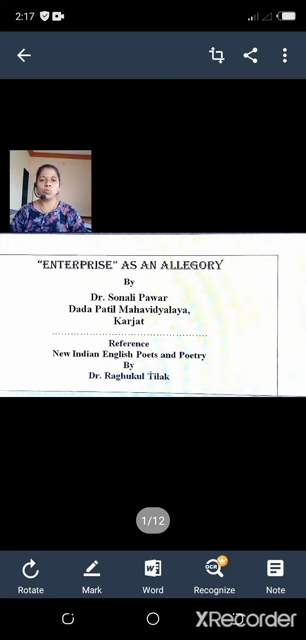 2:17
"ENTERPRISE" AS AN ALLEGORY
By
Dr. Sonali Pawar
Dada Patil Mahavidyalaya,
Karjat
Reference
New Indian English Poets and Poetry
By
Dr. Raghukul Tilak
1/12
Rotate
Mark
Word
OCR
Recognize
Note
XRecorder